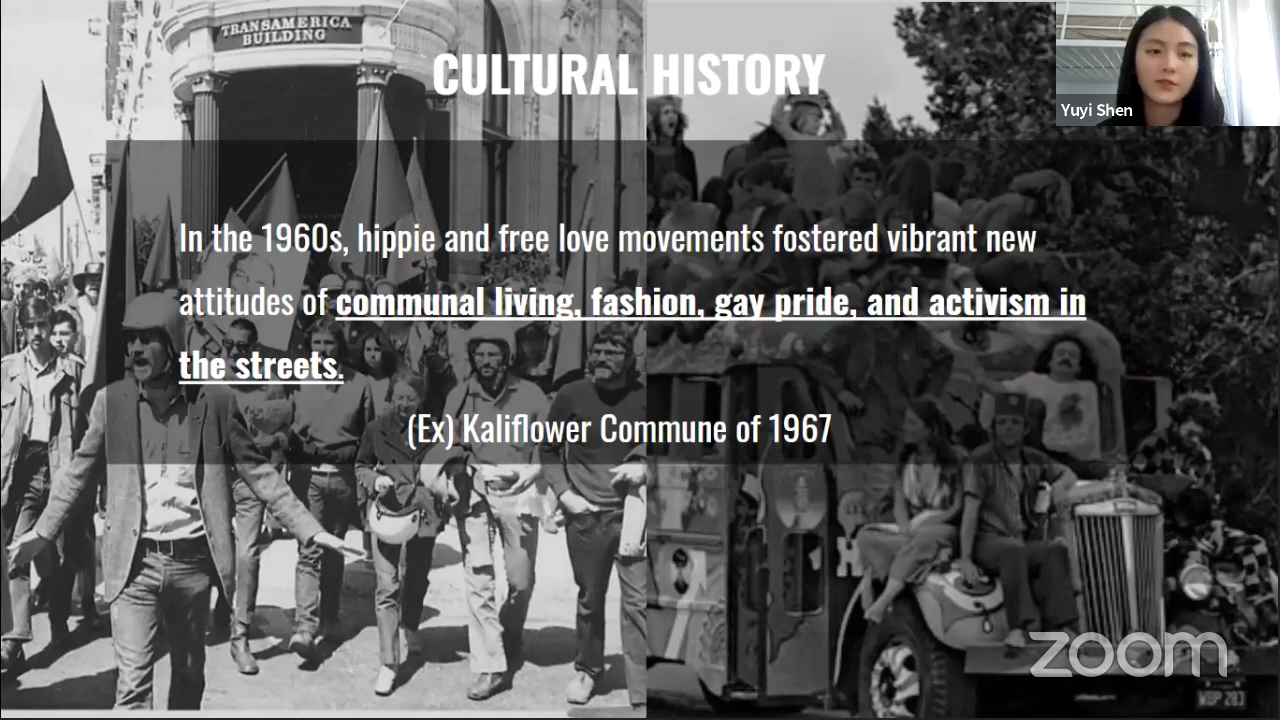 TRANSAMERICA
BUILDING
CULTURAL HISTORY
Yuyi Shen
In the 1960s, hippie and free love movements fostered vibrant new
attitudes of communal living, fashion, gay pride, and activism in
the streets.
(Ex) Kaliflower Commune of 1967
zoom